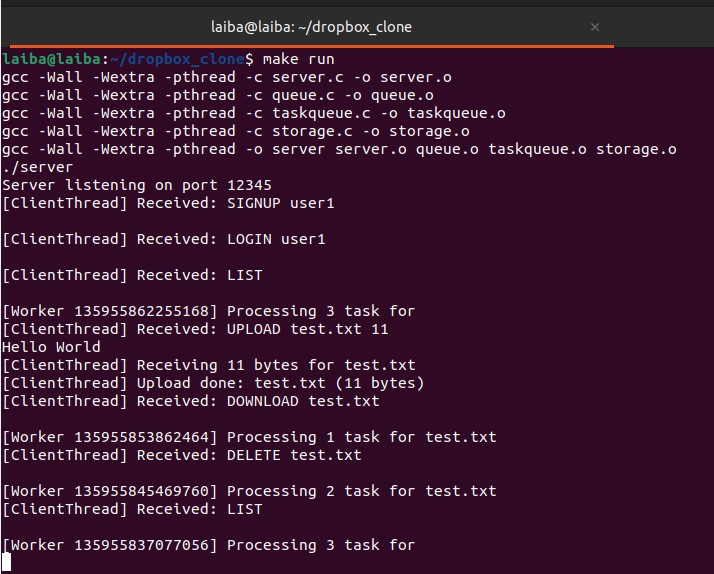 laiba@laiba: ~/dropbox_clone
×
laiba@laiba:~/dropbox_clone$ make run
gcc -Wall -Wextra -pthread -c server.c -o server.o
gcc -Wall -Wextra -pthread -c queue.c -o queue.o
gcc -Wall -Wextra -pthread -c taskqueue.c -o taskqueue.o
gcc -Wall -Wextra -pthread -c storage.c -o storage.o
gcc -Wall -Wextra -pthread -o server server.o queue.o taskqueue.o storage.o
./server
Server listening on port 12345
[ClientThread] Received: SIGNUP user1
[ClientThread] Received: LOGIN user1
[ClientThread] Received: LIST
[Worker 135955862255168] Processing 3 task for
[ClientThread] Received: UPLOAD test.txt 11
Hello World
[ClientThread] Receiving 11 bytes for test.txt
[ClientThread] Upload done: test.txt (11 bytes)
[ClientThread] Received: DOWNLOAD test.txt
[Worker 135955853862464] Processing 1 task for test.txt
[ClientThread] Received: DELETE test.txt
[Worker 135955845469760] Processing 2 task for test.txt
[ClientThread] Received: LIST
[Worker 135955837077056] Processing 3 task for